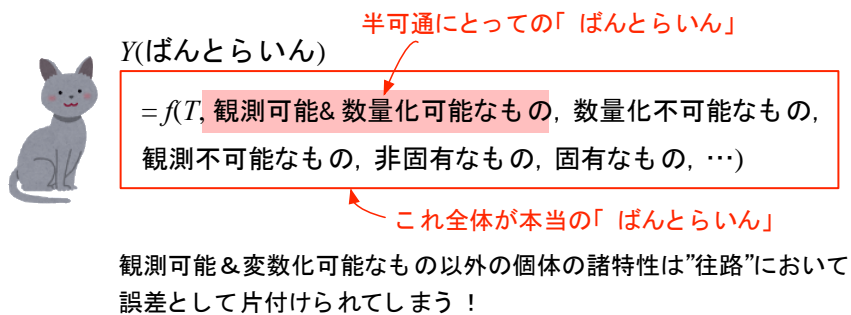 半可通にとっての「ばんとらいん」
Y(ばんとらいん)
=f(T, 観測可能&数量化可能なもの, 数量化不可能なもの,
観測不可能なもの, 非固有なもの, 固有なもの, …)
これ全体が本当の「ばんとらいん」
観測可能&変数化可能なもの以外の個体の諸特性は”往路”において
誤差として片付けられてしまう!